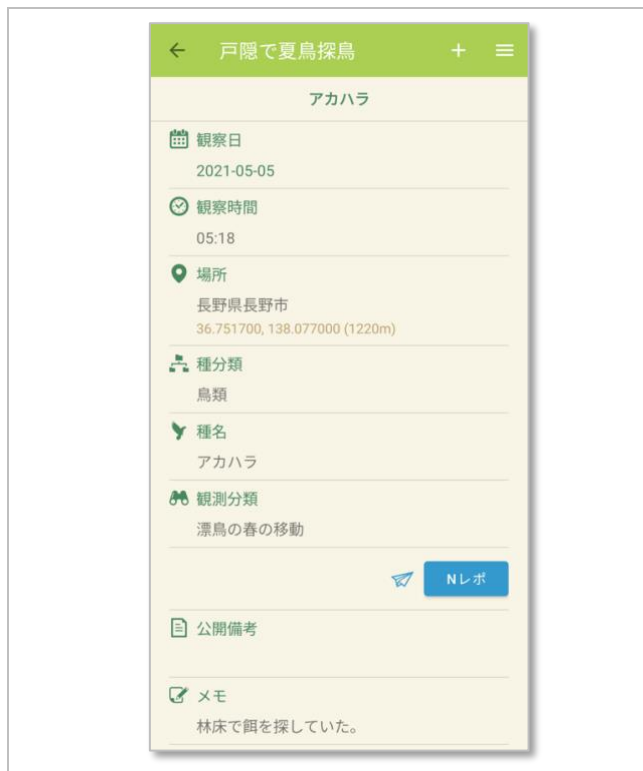 戸隠で夏鳥探鳥
アカハラ
観察日
2021-05-05
観察時間
05:18
場所
長野県長野市
36.751700, 138.077000 (1220m)
種分類
鳥類
種名
アカハラ
観測分類
漂鳥の春の移動
Nレポ
公開備考
メモ
林床で餌を探していた。